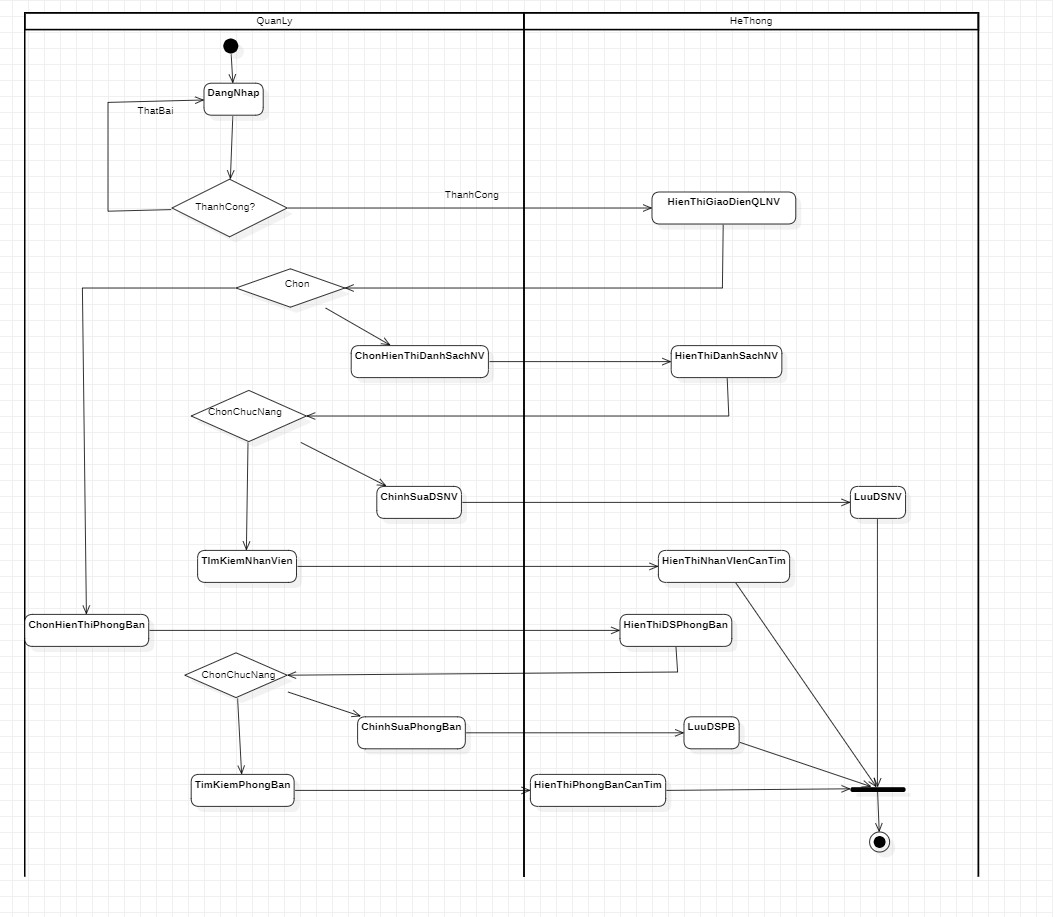 QuanLy
HeThong
DangNhap
ThatBai
ThanhCong?
ThanhCong
HienThiGiaoDienQLNV
Chon
ChonHienThiDanhSachNV
HienThiDanhSachNV
ChonChucNang
ChinhSuaDSNV
LuuDSNV
TImKiemNhanVien
HienThiNhanVIenCanTim
ChonHienThiPhongBan
HienThiDSPhongBan
ChonChucNang
ChinhSuaPhongBan
LuuDSPB
TimKiemPhongBan
HienThiPhongBanCanTim